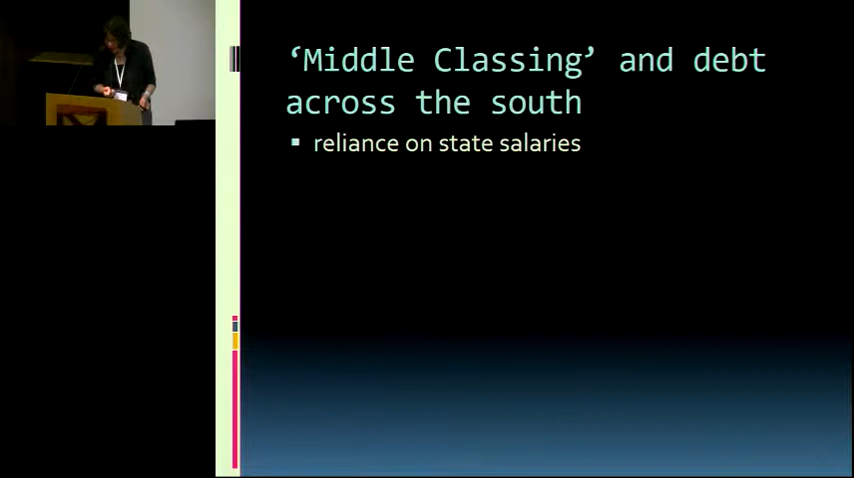 ‘Middle Classing’ and debt
across the south
▪ reliance on state salaries